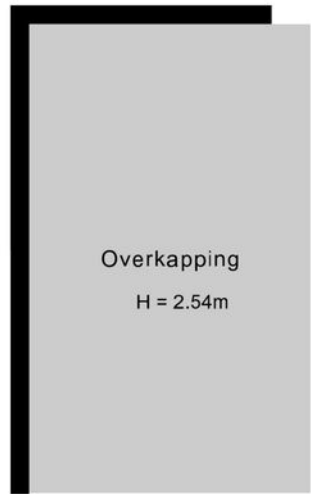 Overkapping
H = 2.54m